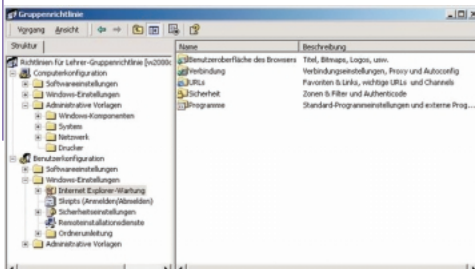 Gruppenrichtlinie
Vorgang Ansicht
Struktur
Richtlinien für Lehrer-Gruppenrichtlinie [w2000s
Computerkonfiguration
Softwareeinstellungen
Windows-Einstellungen
Administrative Vorlagen
Windows-Komponenten
System
Netzwerk
Drucker
Benutzerkonfiguration
Softwareeinstellungen
Windows-Einstellungen
Internet Explorer-Wartung
Skripts (Anmelden/Abmelden)
Sicherheitseinstellungen
Remoteinstallationsdienste
Ordnerumleitung
Administrative Vorlagen
Name Beschreibung
Benutzeroberfläche des Browsers Titel, Bitmaps, Logos, usw.
Verbindung Verbindungseinstellungen, Proxy und Autoconfig
URLs Favoriten & Links, wichtige URLs und Channels
Sicherheit Zonen & Filter und Authenticode
Programme Standard-Programmeinstellungen und externe Prog...